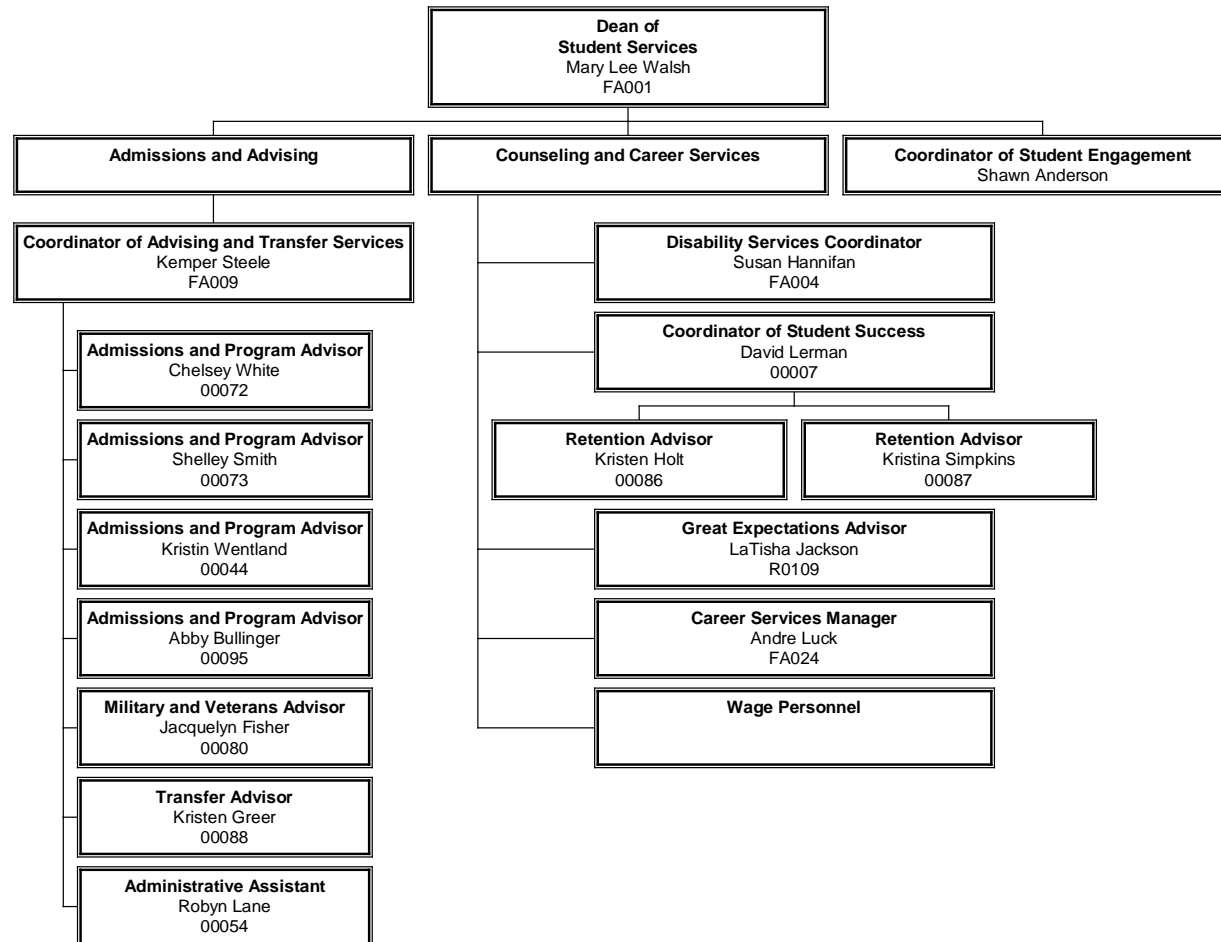 Dean of
Student Services
Mary Lee Walsh
FA001
Admissions and Advising
Counseling and Career Services
Coordinator of Student Engagement
Shawn Anderson
Coordinator of Advising and Transfer Services
Kemper Steele
FA009
Admissions and Program Advisor
Chelsey White
00072
Admissions and Program Advisor
Shelley Smith
00073
Admissions and Program Advisor
Kristin Wentland
00044
Admissions and Program Advisor
Abby Bullinger
00095
Military and Veterans Advisor
Jacquelyn Fisher
00080
Transfer Advisor
Kristen Greer
00088
Administrative Assistant
Robyn Lane
00054
Disability Services Coordinator
Susan Hannifan
FA004
Coordinator of Student Success
David Lerman
00007
Retention Advisor
Kristen Holt
00086
Retention Advisor
Kristina Simpkins
00087
Great Expectations Advisor
LaTisha Jackson
R0109
Career Services Manager
Andre Luck
FA024
Wage Personnel